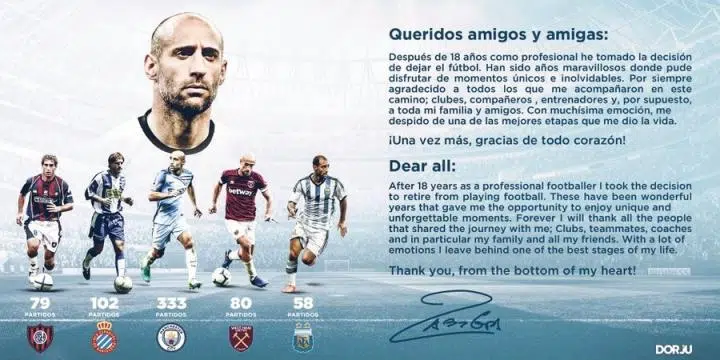 Queridos amigos y amigas:
Después de 18 años como profesional he tomado la decisión
de dejar el fútbol. Han sido años maravillosos donde pude
disfrutar de momentos únicos e inolvidables. Por siempre
agradecido a todos los que me acompañaron en este
camino; clubes, compañeros , entrenadores y, por supuesto,
a toda mi familia y amigos. Con muchísima emoción, me
despido de una de las mejores etapas que me dio la vida.
¡Una vez más, gracias de todo corazón!
Dear all:
After 18 years as a professional footballer I took the decision
to retire from playing football. These have been wonderful
years that gave me the opportunity to enjoy unique and
unforgettable moments. Forever I will thank all the people
that shared the journey with me; Clubs, teammates, coaches
and in particular my family and all my friends. With a lot of
emotions I leave behind one of the best stages of my life.
Thank you, from the bottom of my heart!
betway
79 102 333 80 58
PARTIDOS PARTIDOS PARTIDOS PARTIDOS PARTIDOS
DORJU